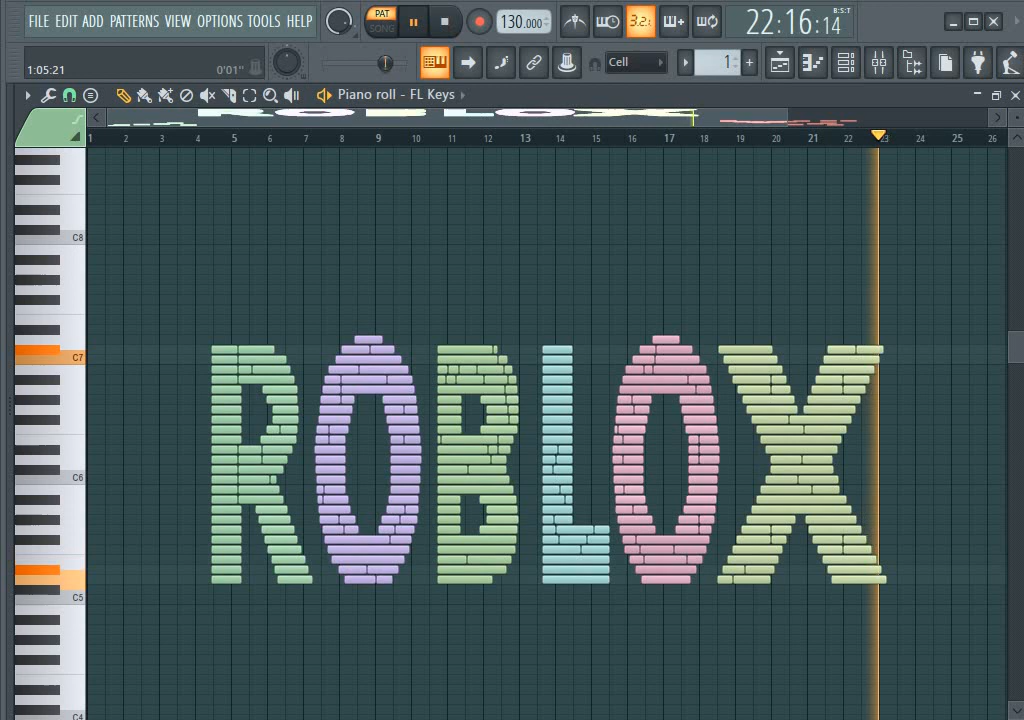 FILE EDIT ADD PATTERNS VIEW OPTIONS TOOLS HELP
PAT
SONG
130.000
3.2.
22:16:14
B:S:T
1:05:21
0'01"
Cell
1
Piano roll - FL Keys
1 2 3 4 5 6 7 8 9 10 11 12 13 14 15 16 17 18 19 20 21 22 23 24 25 26
C8
C7
C6
C5
C4
ROBLOX